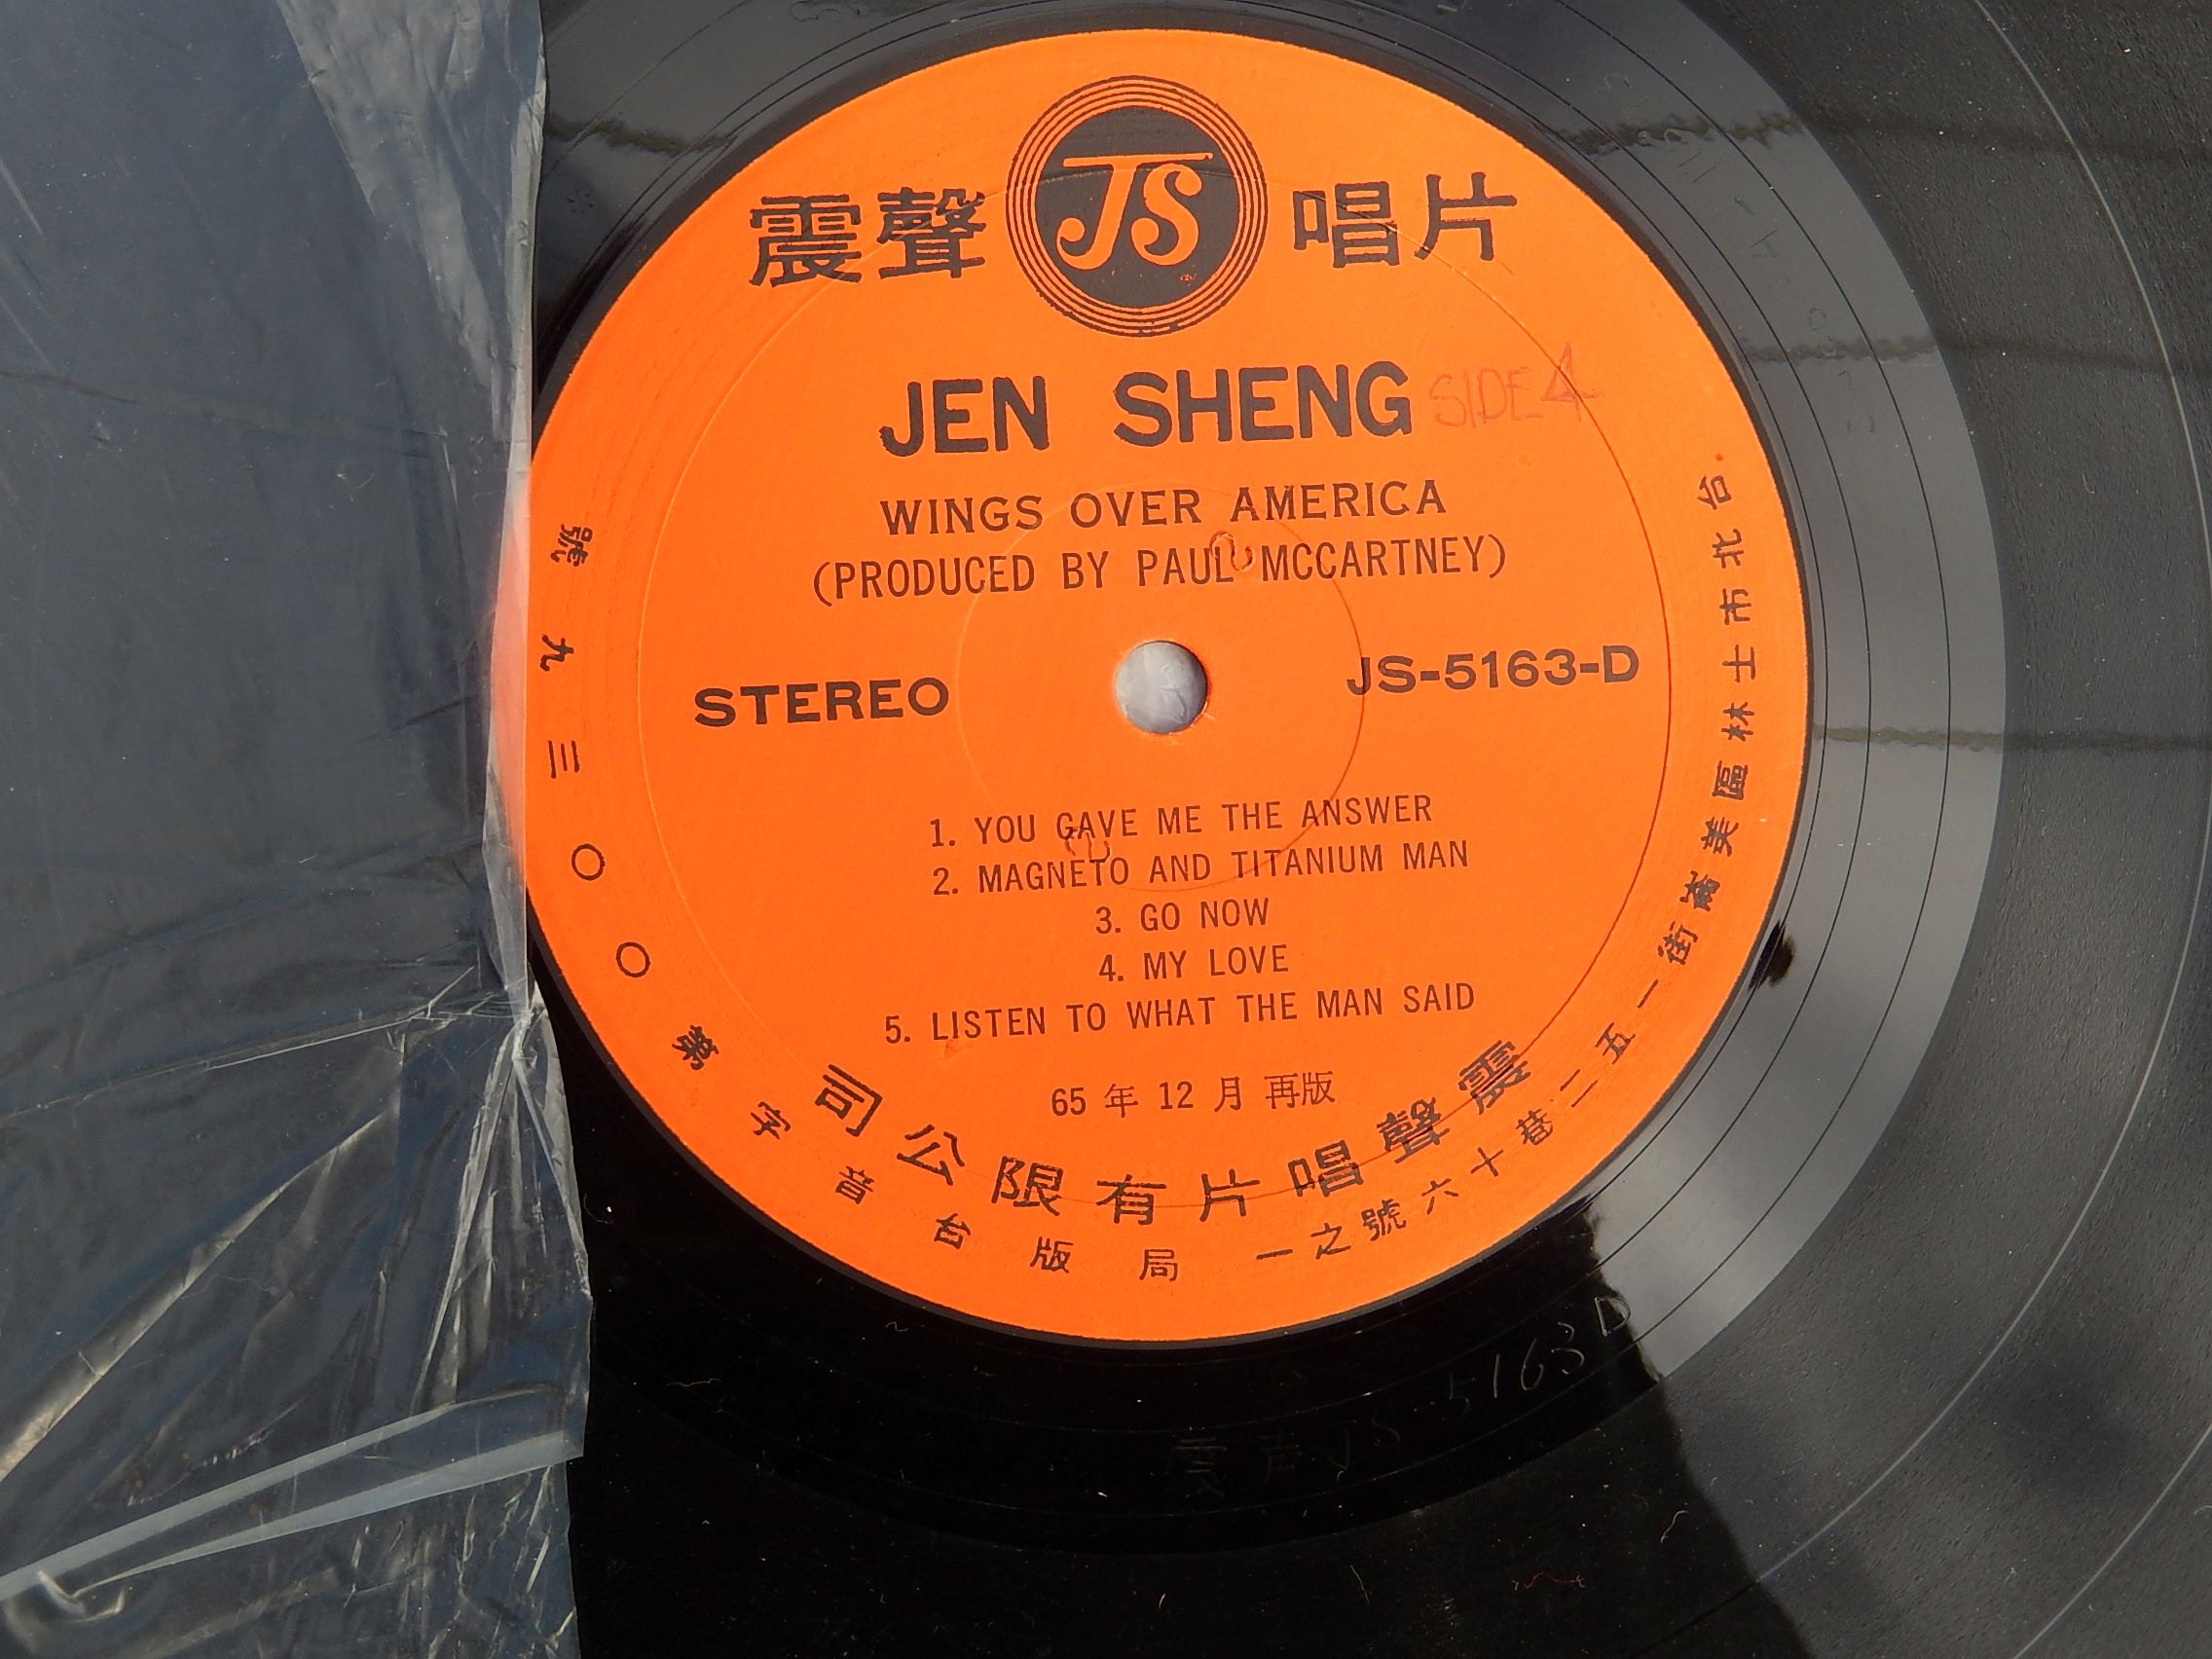 震聲 JS 唱片
JEN SHENG
SIDE 4
WINGS OVER AMERICA
(PRODUCED BY PAUL MCCARTNEY)
STEREO
JS-5163-D
1. YOU GAVE ME THE ANSWER
2. MAGNETO AND TITANIUM MAN
3. GO NOW
4. MY LOVE
5. LISTEN TO WHAT THE MAN SAID
65 年 12 月 再版
震聲唱片有限公司
台北市士林區美崙街一五二巷十六號之一
局版台音字第〇〇三九號
震声 JS-5163 D